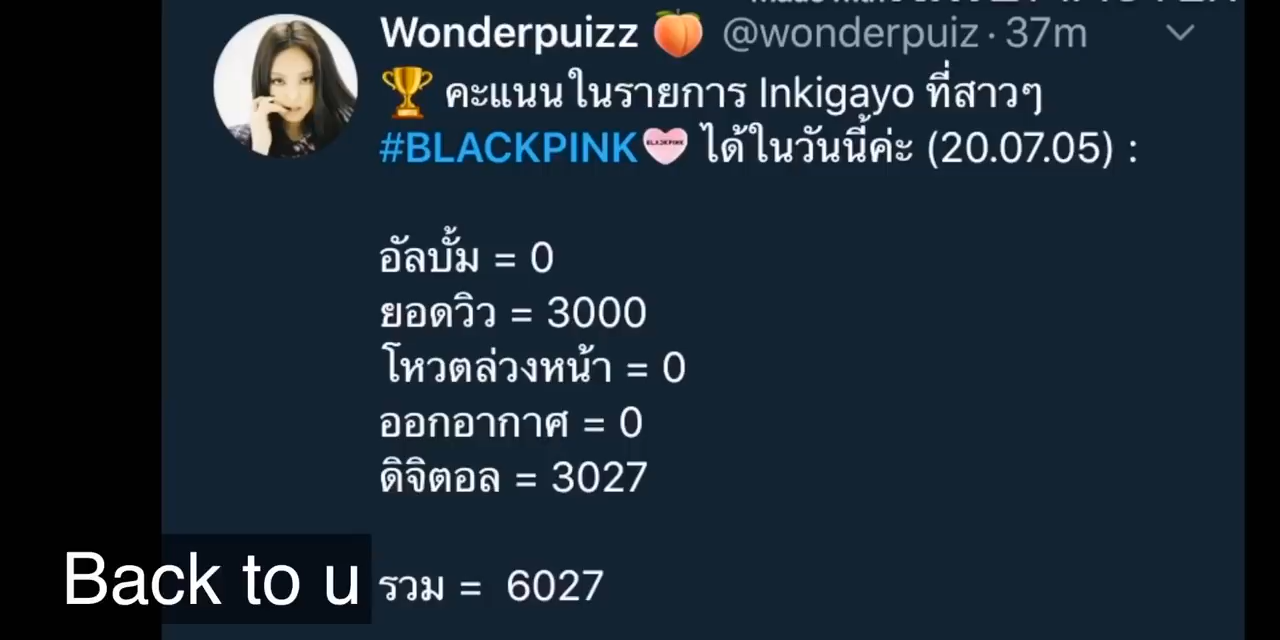 Wonderpuizz 🍑 @wonderpuiz · 37m
🏆 คะแนนในรายการ Inkigayo ที่สาวๆ
#BLACKPINK ได้ในวันนี้ค่ะ (20.07.05) :
อัลบั้ม = 0
ยอดวิว = 3000
โหวตล่วงหน้า = 0
ออกอากาศ = 0
ดิจิตอล = 3027
Back to u
รวม = 6027